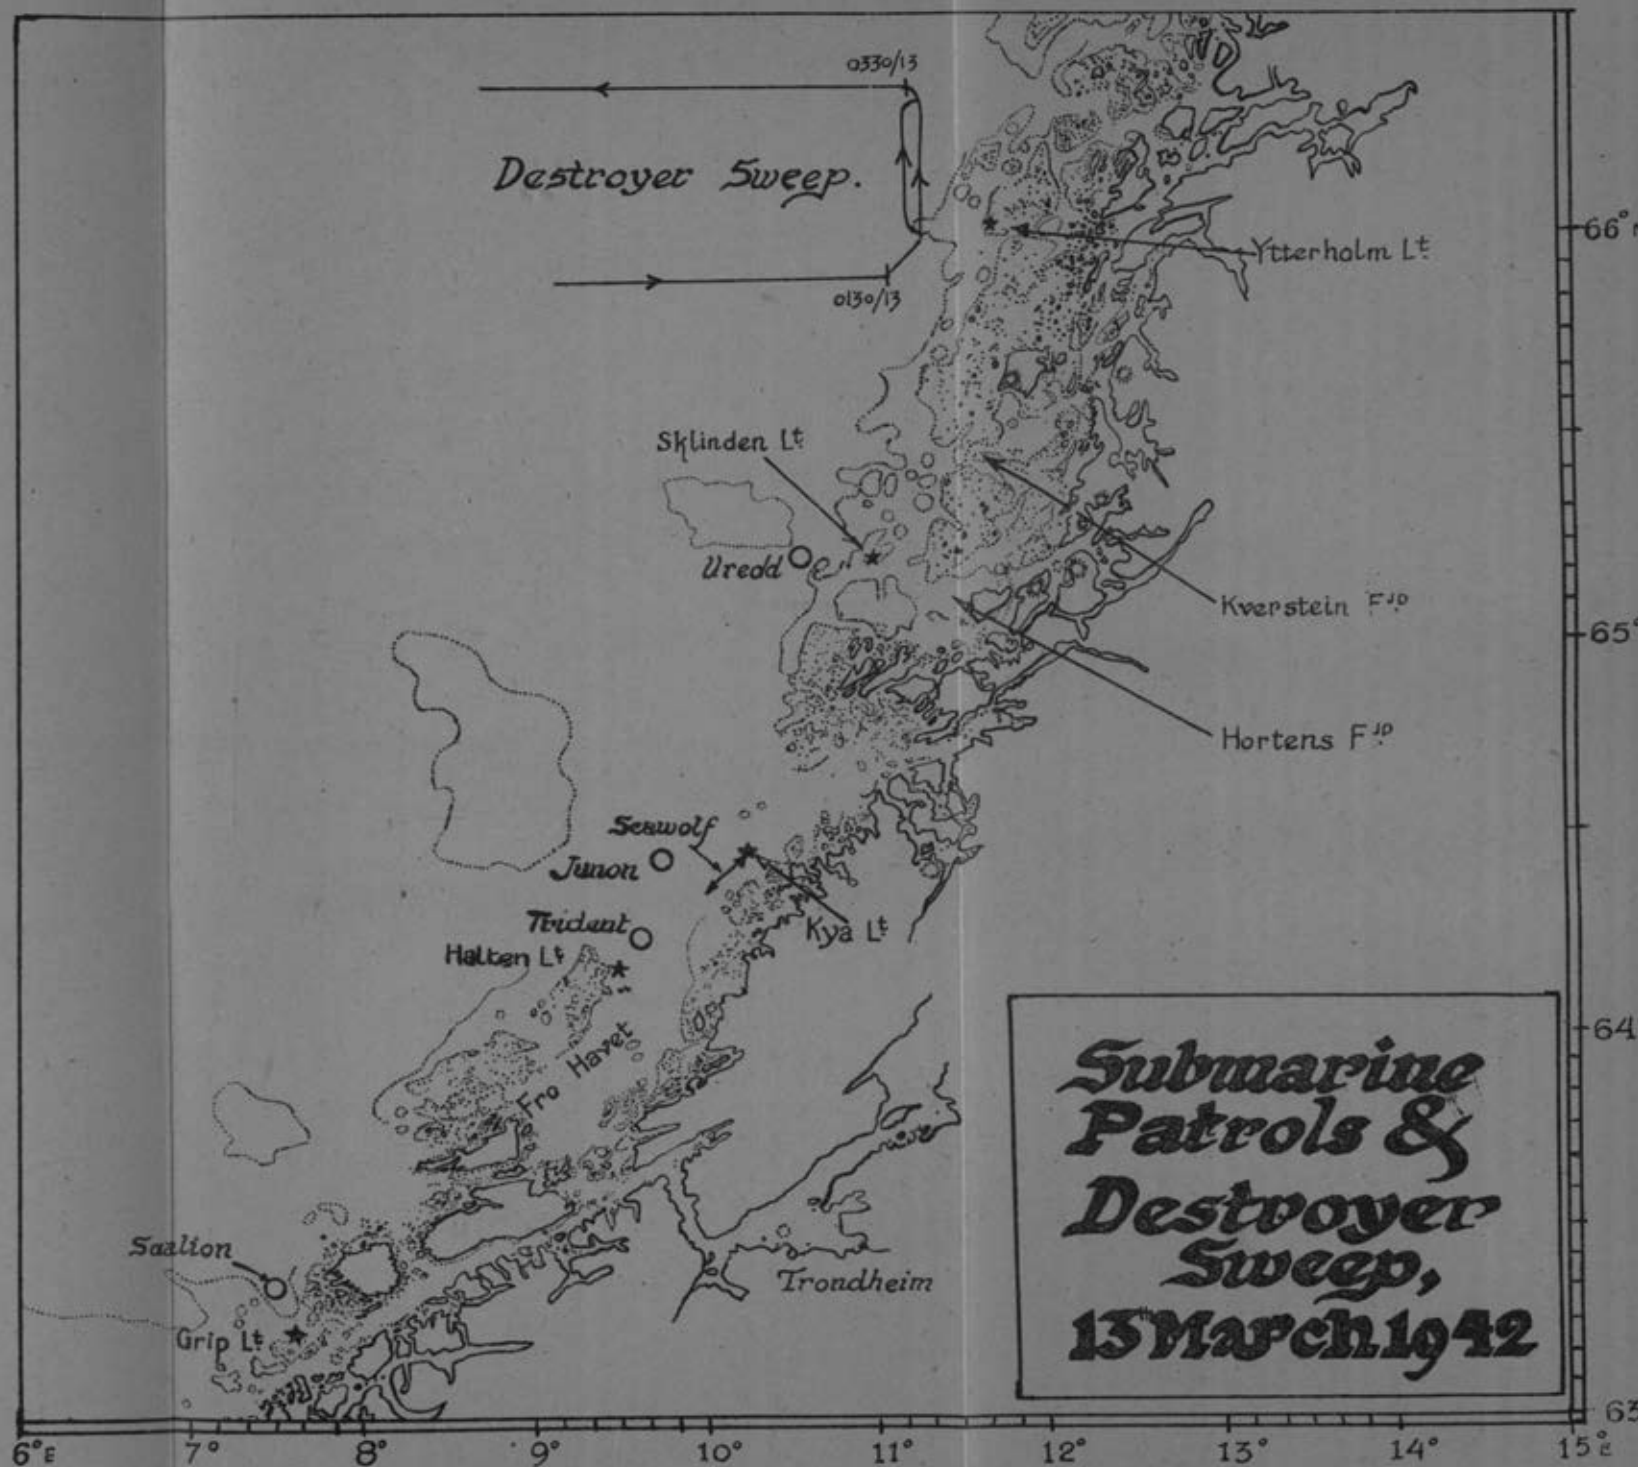 0330/13
Destroyer Sweep.
66°N
Ytterholm Lt
0130/13
Sklinden Lt
Uredd
Kverstein Fjd
65°
Hortens Fjd
Seawolf
Junon
Trident
Kya Lt
Halten Lt
64
Fro Havet
Submarine
Patrols &
Destroyer
Sweep,
13 March 1942
Sealion
Trondheim
Grip Lt
63
6°E 7° 8° 9° 10° 11° 12° 13° 14° 15°E